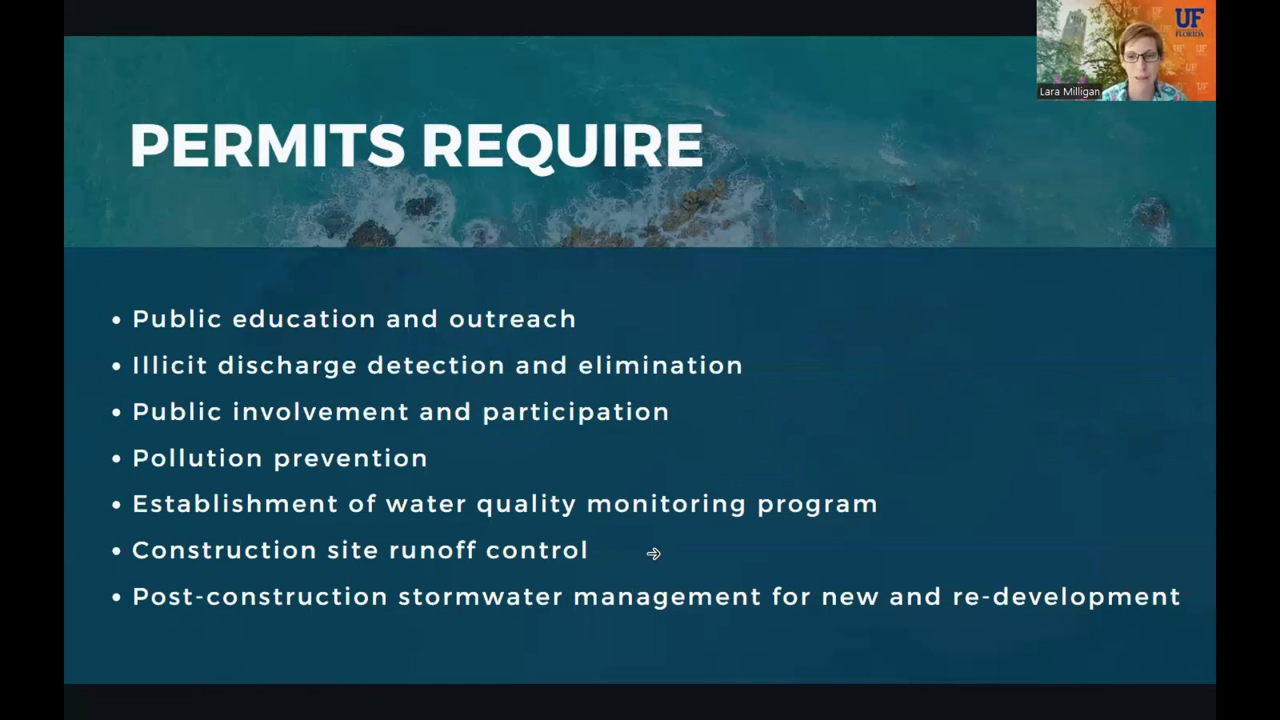 UF
FLORIDA
Lara Milligan
PERMITS REQUIRE
• Public education and outreach
• Illicit discharge detection and elimination
• Public involvement and participation
• Pollution prevention
• Establishment of water quality monitoring program
• Construction site runoff control
• Post-construction stormwater management for new and re-development